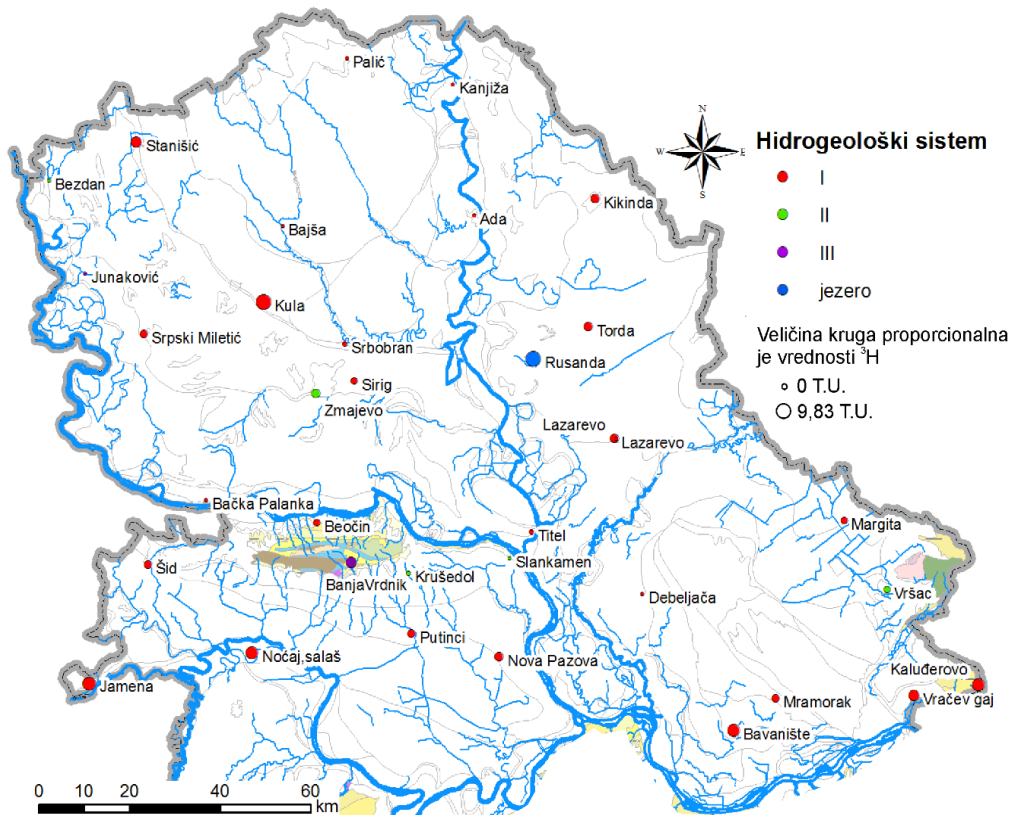 Palić
Kanjiža
N
W
E
S
Hidrogeološki sistem
I
II
III
jezero
Veličina kruga proporcionalna
je vrednosti ³H
0 T.U.
9,83 T.U.
Stanišić
Bezdan
Kikinda
Ada
Bajša
Junaković
Kula
Torda
Srpski Miletić
Srbobran
Rusanda
Sirig
Zmajevo
Lazarevo
Lazarevo
Bačka Palanka
Beočin
Titel
Margita
Šid
BanjaVrdnik
Krušedol
Slankamen
Debeljača
Vršac
Putinci
Noćaj,salaš
Nova Pazova
Kaluđerovo
Jamena
Mramorak
Vračev gaj
Bavanište
0 10 20 40 60
km